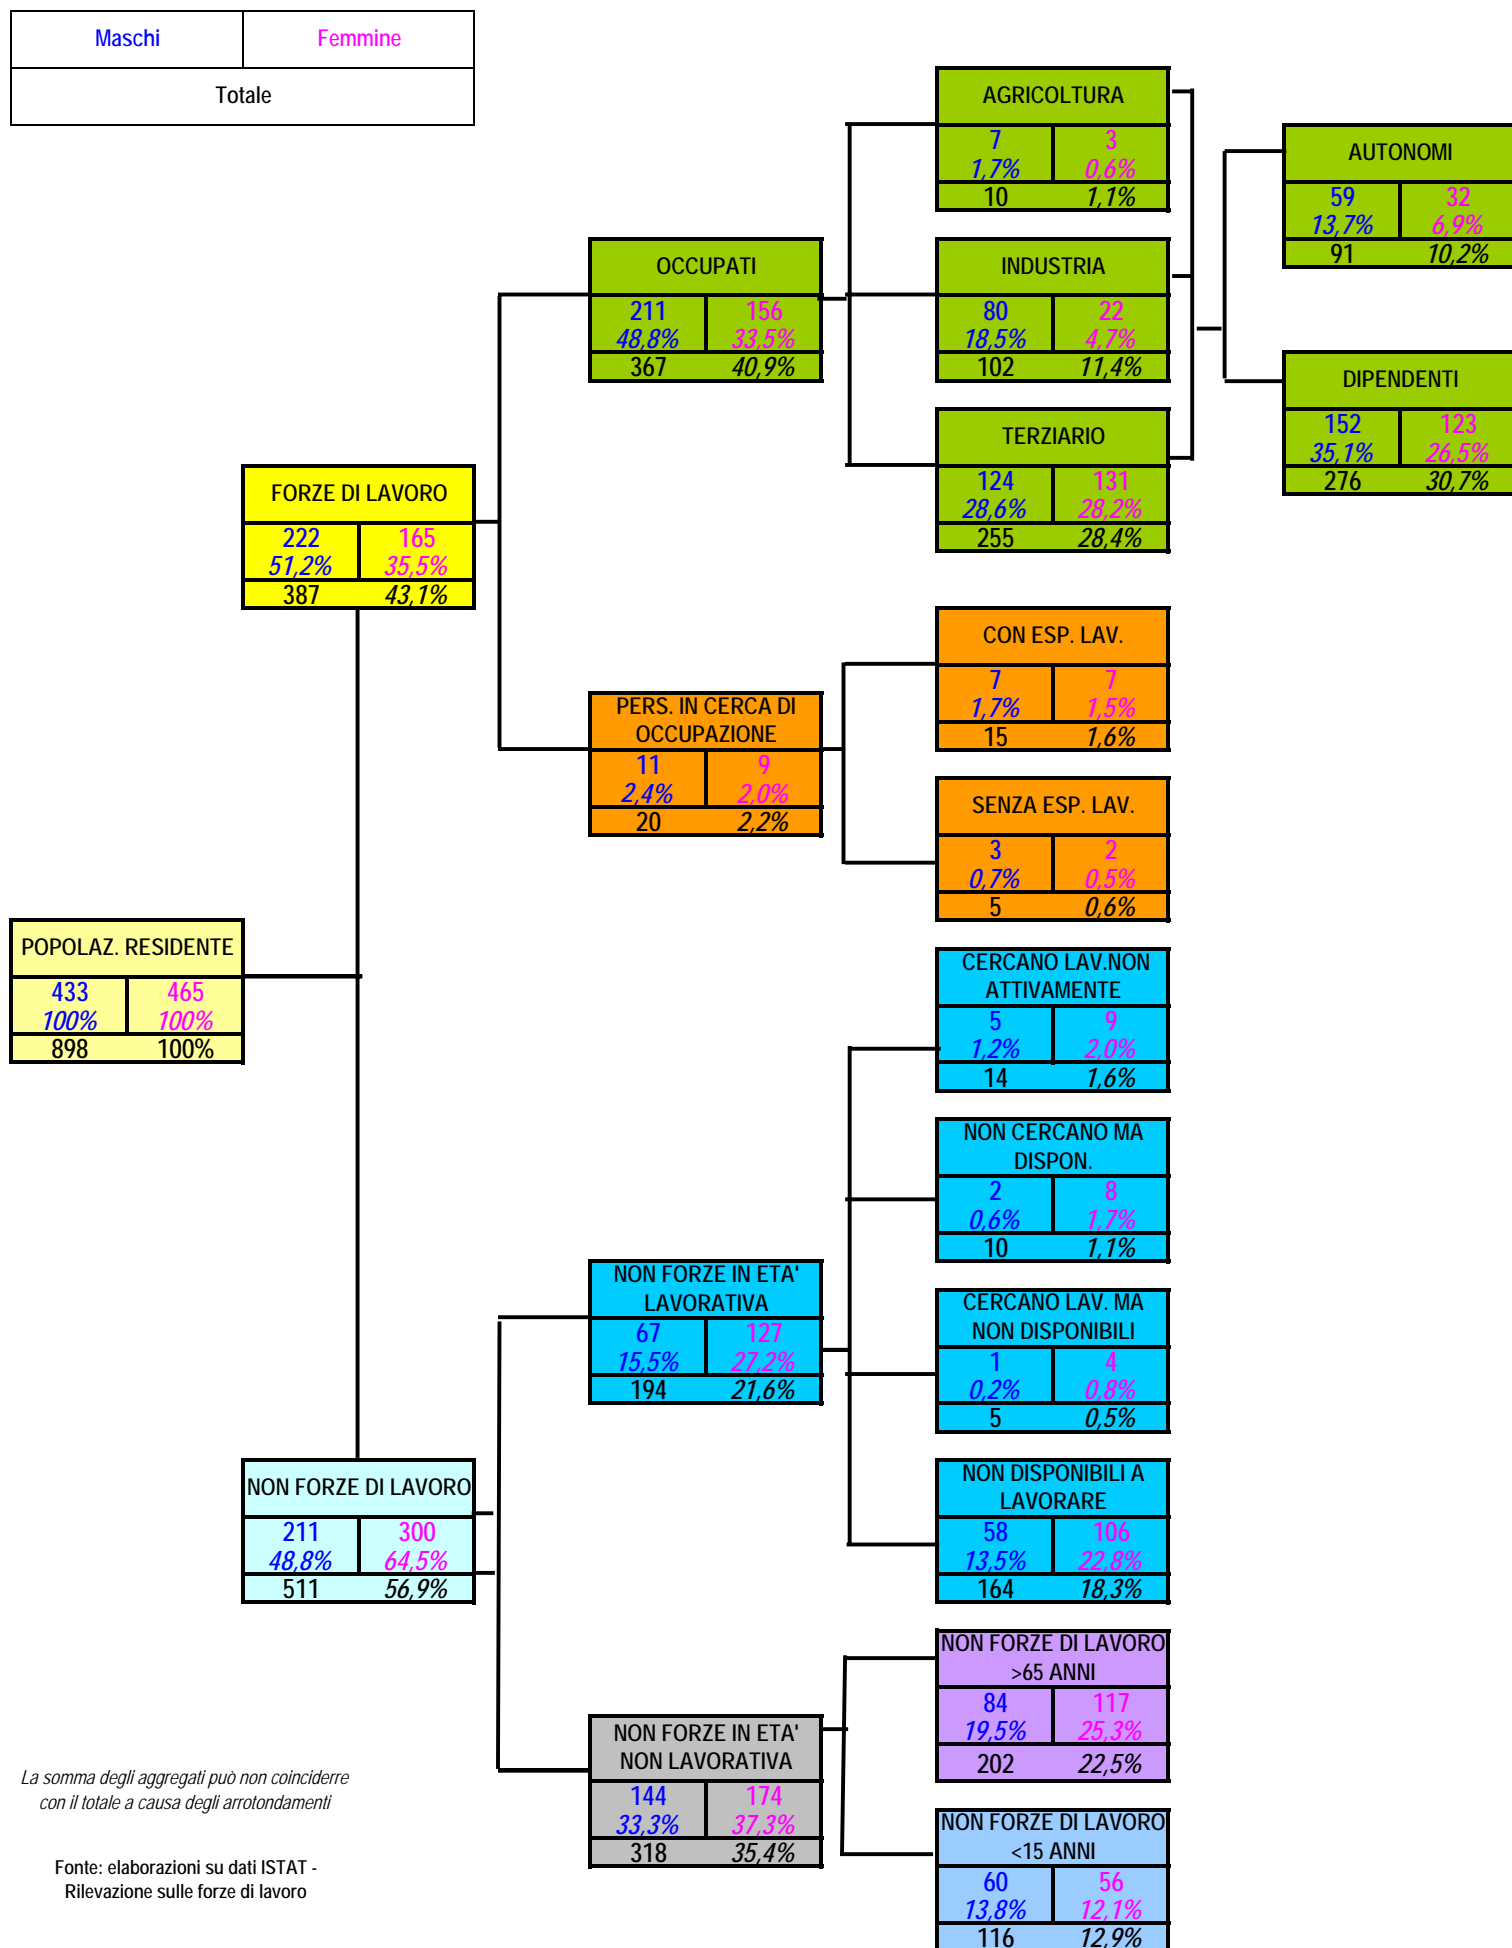 Maschi Femmine
Totale
AGRICOLTURA
7 3
1,7% 0,6%
10 1,1%
AUTONOMI
59 32
13,7% 6,9%
91 10,2%
OCCUPATI
211 156
48,8% 33,5%
367 40,9%
INDUSTRIA
80 22
18,5% 4,7%
102 11,4%
DIPENDENTI
152 123
35,1% 26,5%
276 30,7%
TERZIARIO
124 131
28,6% 28,2%
255 28,4%
FORZE DI LAVORO
222 165
51,2% 35,5%
387 43,1%
CON ESP. LAV.
7 7
1,7% 1,5%
15 1,6%
PERS. IN CERCA DI
OCCUPAZIONE
11 9
2,4% 2,0%
20 2,2%
SENZA ESP. LAV.
3 2
0,7% 0,5%
5 0,6%
POPOLAZ. RESIDENTE
433 465
100% 100%
898 100%
CERCANO LAV.NON
ATTIVAMENTE
5 9
1,2% 2,0%
14 1,6%
NON CERCANO MA
DISPON.
2 8
0,6% 1,7%
10 1,1%
NON FORZE IN ETA'
LAVORATIVA
67 127
15,5% 27,2%
194 21,6%
CERCANO LAV. MA
NON DISPONIBILI
1 4
0,2% 0,8%
5 0,5%
NON FORZE DI LAVORO
211 300
48,8% 64,5%
511 56,9%
NON DISPONIBILI A
LAVORARE
58 106
13,5% 22,8%
164 18,3%
NON FORZE DI LAVORO
>65 ANNI
84 117
19,5% 25,3%
202 22,5%
NON FORZE IN ETA'
NON LAVORATIVA
144 174
33,3% 37,3%
318 35,4%
NON FORZE DI LAVORO
<15 ANNI
60 56
13,8% 12,1%
116 12,9%
La somma degli aggregati può non coinciderre
con il totale a causa degli arrotondamenti
Fonte: elaborazioni su dati ISTAT -
Rilevazione sulle forze di lavoro